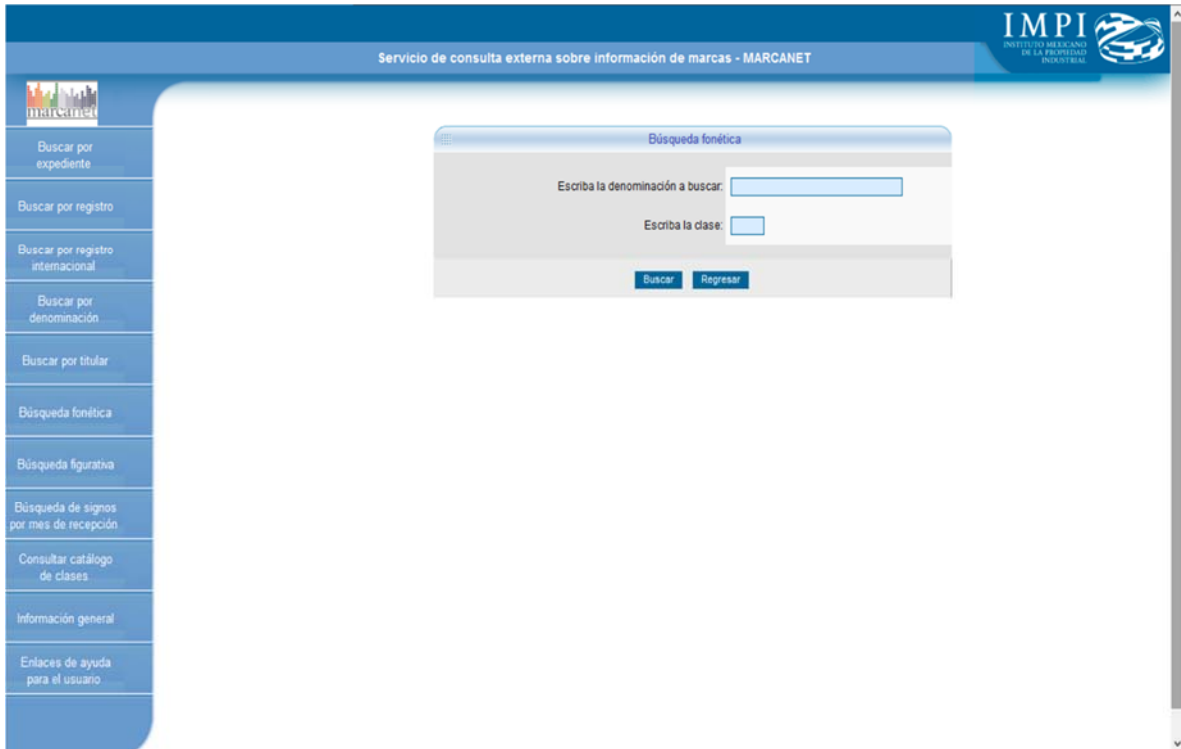 IMPI
INSTITUTO MEXICANO
DE LA PROPIEDAD
INDUSTRIAL
Servicio de consulta externa sobre información de marcas - MARCANET
marcanet
Buscar por
expediente
Buscar por registro
Buscar por registro
internacional
Buscar por
denominación
Buscar por titular
Búsqueda fonética
Búsqueda figurativa
Búsqueda de signos
por mes de recepción
Consultar catálogo
de clases
Información general
Enlaces de ayuda
para el usuario
Búsqueda fonética
Escriba la denominación a buscar:
Escriba la clase:
Buscar Regresar